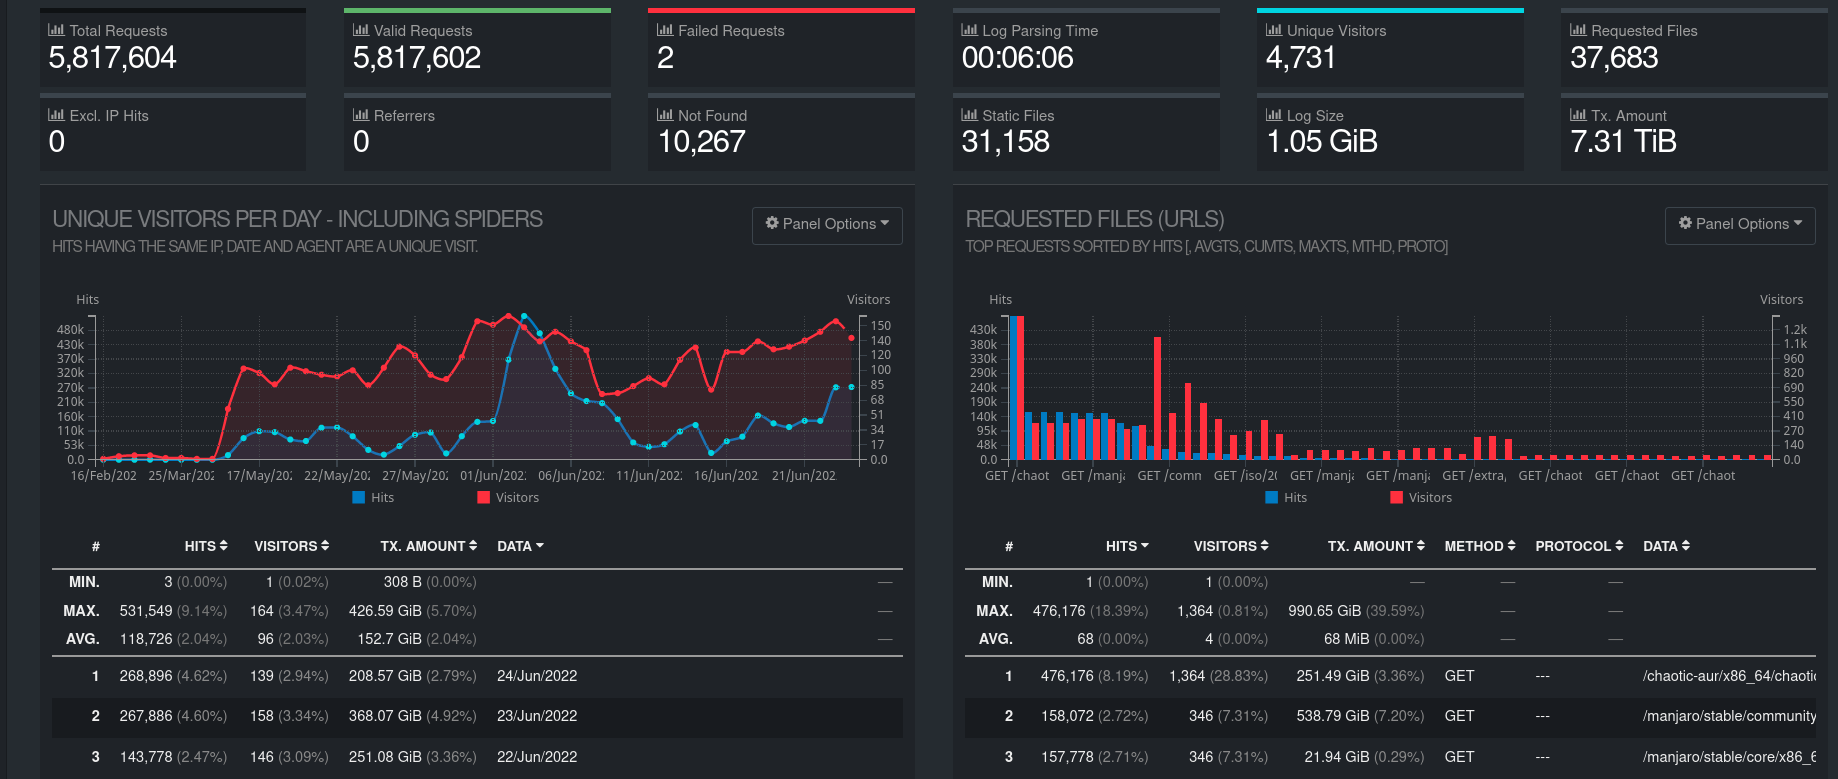 Total Requests
5,817,604
Valid Requests
5,817,602
Failed Requests
2
Log Parsing Time
00:06:06
Unique Visitors
4,731
Requested Files
37,683
Excl. IP Hits
0
Referrers
0
Not Found
10,267
Static Files
31,158
Log Size
1.05 GiB
Tx. Amount
7.31 TiB
UNIQUE VISITORS PER DAY - INCLUDING SPIDERS
HITS HAVING THE SAME IP, DATE AND AGENT ARE A UNIQUE VISIT.
Panel Options
Hits Visitors
480k 150
430k 140
370k 120
320k 100
270k 85
210k 68
160k 51
110k 34
53k 17
0.0 0.0
16/Feb/202 25/Mar/202 17/May/202 22/May/202 27/May/202 01/Jun/202 06/Jun/202 11/Jun/202 16/Jun/202 21/Jun/202
Hits Visitors
# HITS VISITORS TX. AMOUNT DATA
MIN. 3 (0.00%) 1 (0.02%) 308 B (0.00%) —
MAX. 531,549 (9.14%) 164 (3.47%) 426.59 GiB (5.70%) —
AVG. 118,726 (2.04%) 96 (2.03%) 152.7 GiB (2.04%) —
1 268,896 (4.62%) 139 (2.94%) 208.57 GiB (2.79%) 24/Jun/2022
2 267,886 (4.60%) 158 (3.34%) 368.07 GiB (4.92%) 23/Jun/2022
3 143,778 (2.47%) 146 (3.09%) 251.08 GiB (3.36%) 22/Jun/2022
REQUESTED FILES (URLS)
TOP REQUESTS SORTED BY HITS [, AVGTS, CUMTS, MAXTS, MTHD, PROTO]
Panel Options
Hits Visitors
430k 1.2k
380k 1.1k
330k 960
290k 820
240k 690
190k 550
140k 410
95k 270
48k 140
0.0 0.0
GET /chaot GET /manja GET /comn GET /iso/20 GET /manja GET /manja GET /extra, GET /chaot GET /chaot GET /chaot
Hits Visitors
# HITS VISITORS TX. AMOUNT METHOD PROTOCOL DATA
MIN. 1 (0.00%) 1 (0.00%) — — —
MAX. 476,176 (18.39%) 1,364 (0.81%) 990.65 GiB (39.59%) — —
AVG. 68 (0.00%) 4 (0.00%) 68 MiB (0.00%) — —
1 476,176 (8.19%) 1,364 (28.83%) 251.49 GiB (3.36%) GET --- /chaotic-aur/x86_64/chaotic
2 158,072 (2.72%) 346 (7.31%) 538.79 GiB (7.20%) GET --- /manjaro/stable/community
3 157,778 (2.71%) 346 (7.31%) 21.94 GiB (0.29%) GET --- /manjaro/stable/core/x86_6